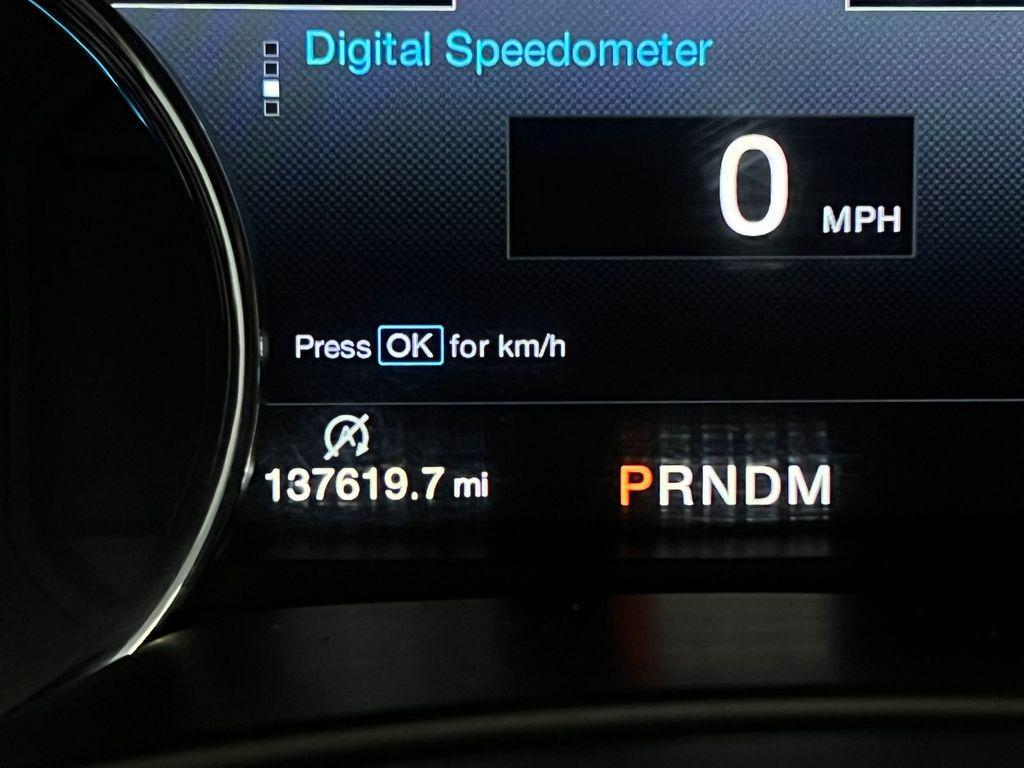 Digital Speedometer
0 MPH
Press OK for km/h
A
137619.7 mi
PRNDM